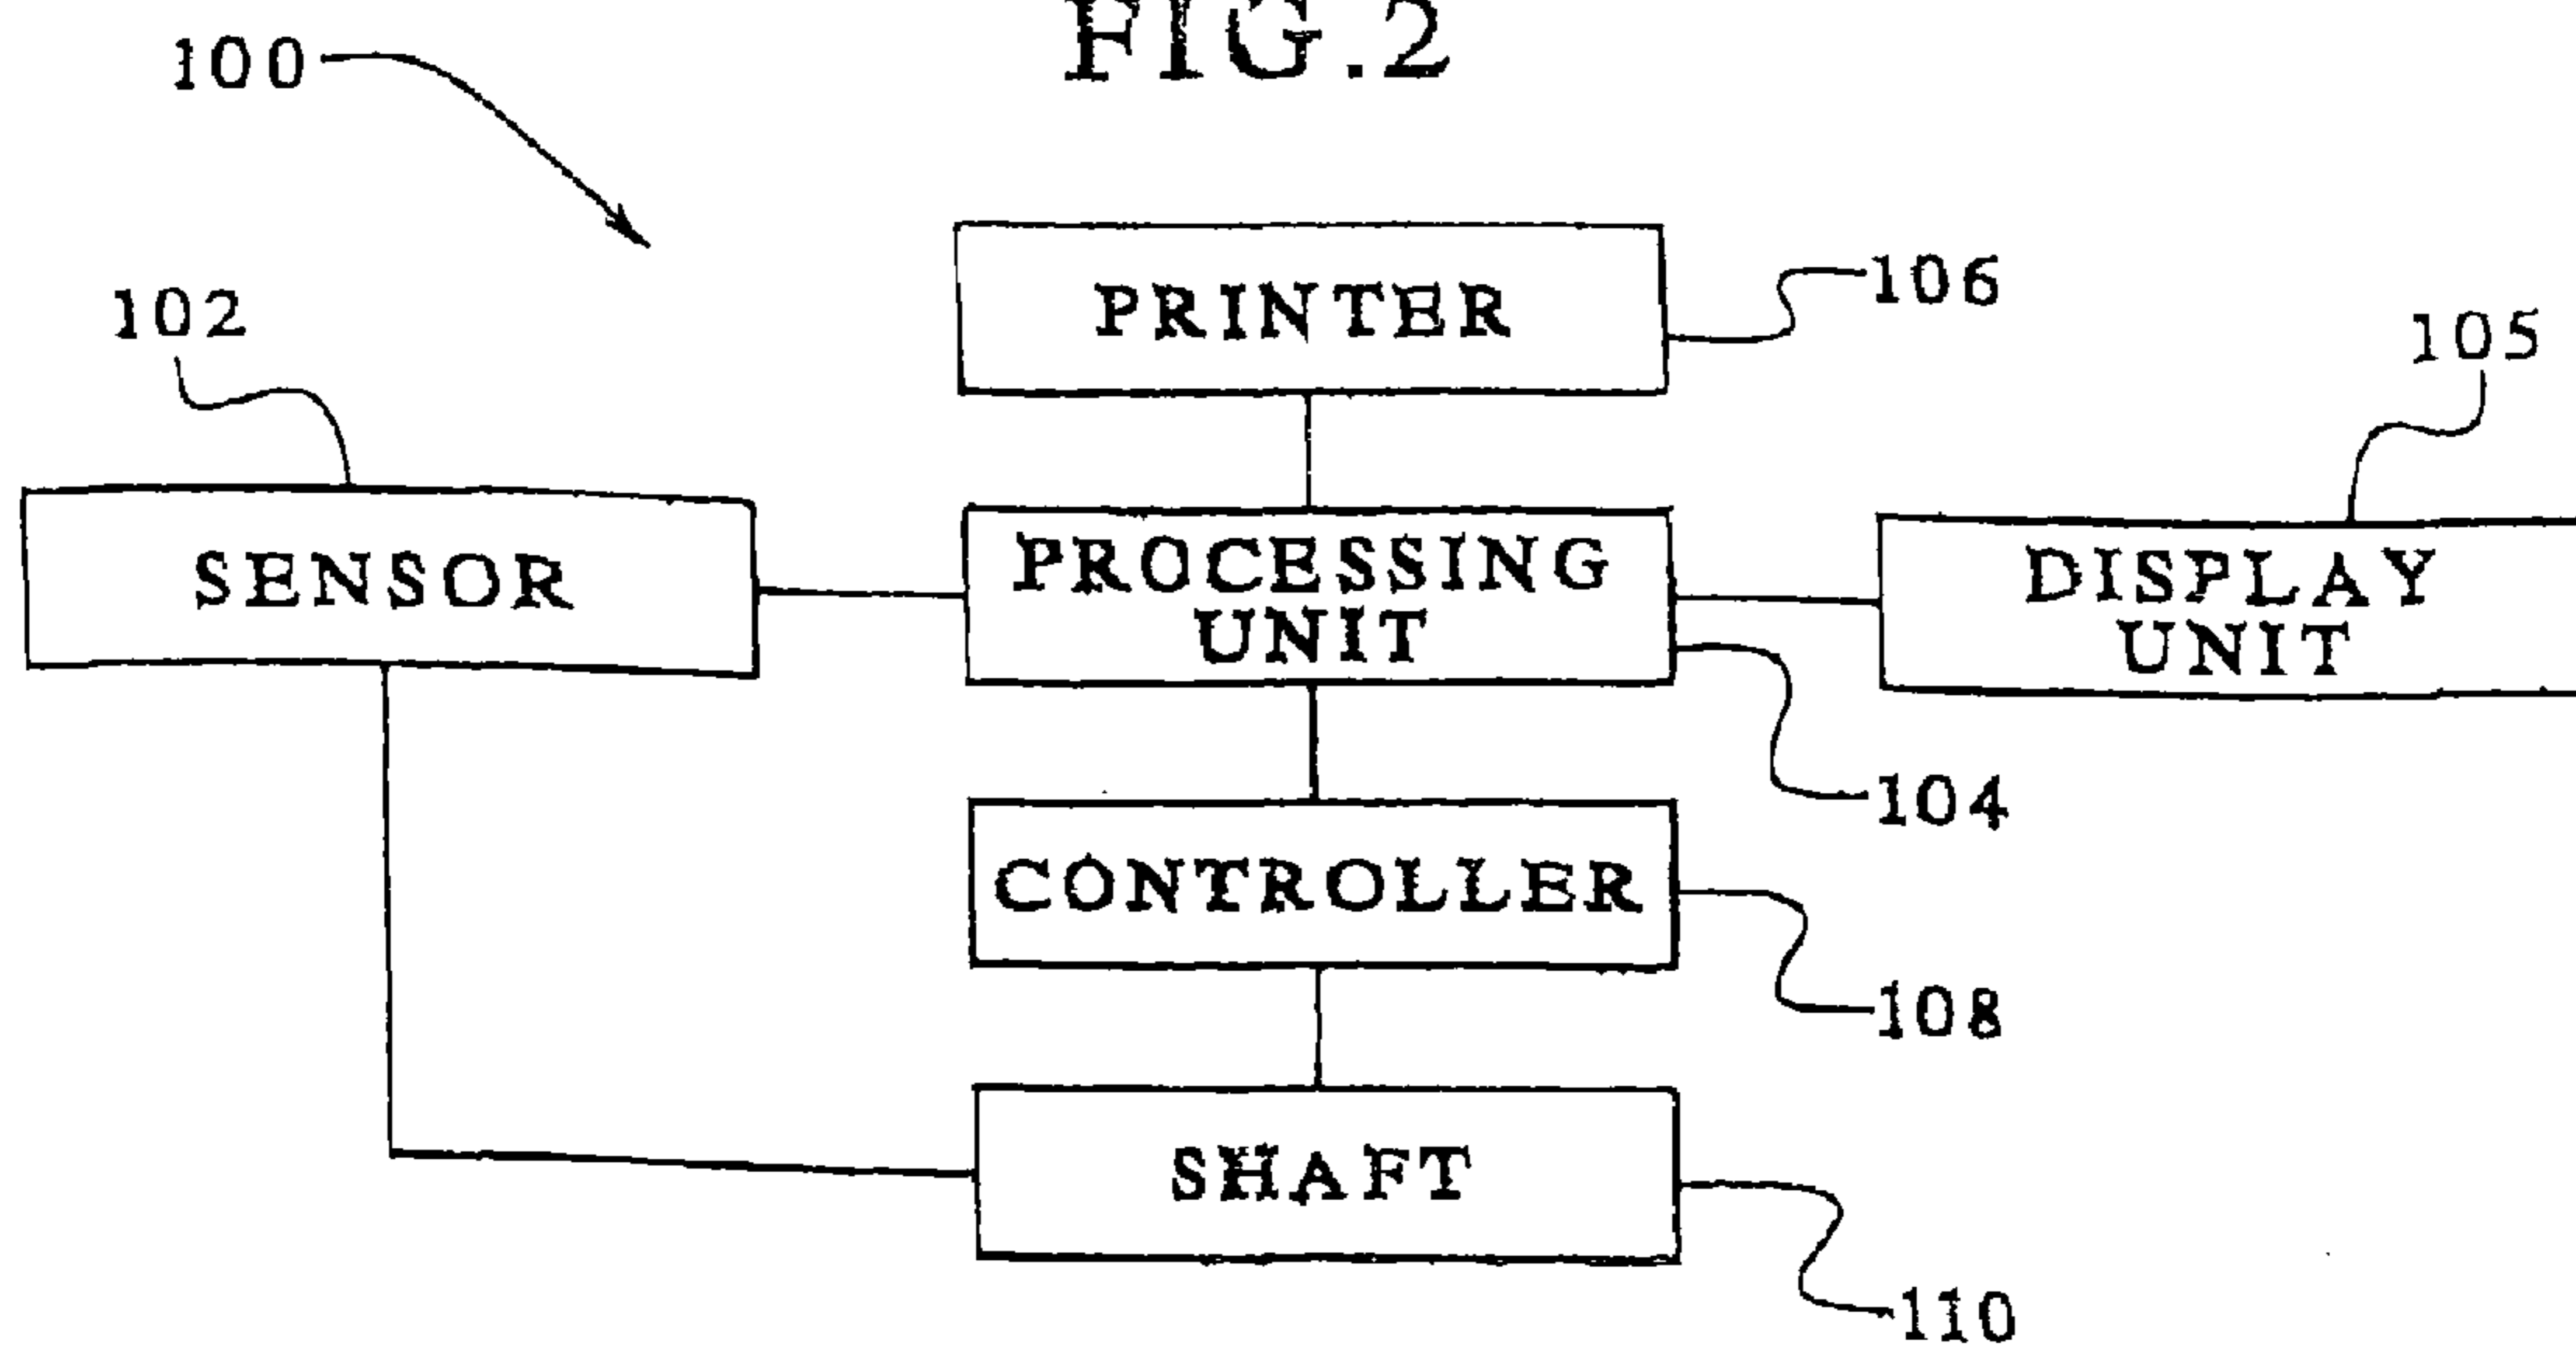 FIG.2
100
PRINTER
106
102
105
SENSOR
PROCESSING
UNIT
DISPLAY
UNIT
104
CONTROLLER
108
SHAFT
110